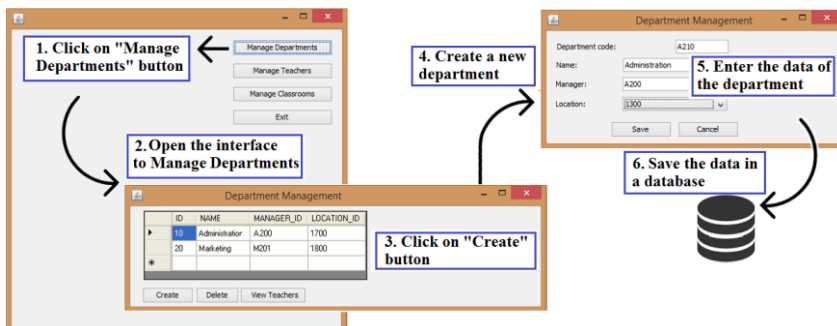 1. Click on "Manage
Departments" button
Manage Departments
Manage Teachers
Manage Classrooms
Exit
2. Open the interface
to Manage Departments
Department Management
ID NAME MANAGER_ID LOCATION_ID
10 Administratior A200 1700
20 Marketing M201 1800
3. Click on "Create"
button
Create Delete View Teachers
4. Create a new
department
Department Management
Department code: A210
Name: Administration
Manager: A200
Location: 1300
Save Cancel
5. Enter the data of
the department
6. Save the data in
a database